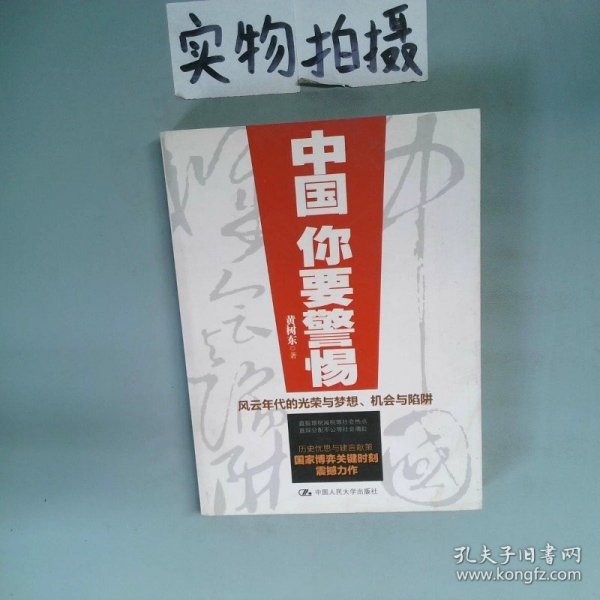 实物拍摄
中国 你要警惕
黄树东 著
风云年代的光荣与梦想、机会与陷阱
历史忧思与建言献策
国家博弈关键时刻
震撼力作
中国人民大学出版社
孔夫子旧书网
www.kongfz.com